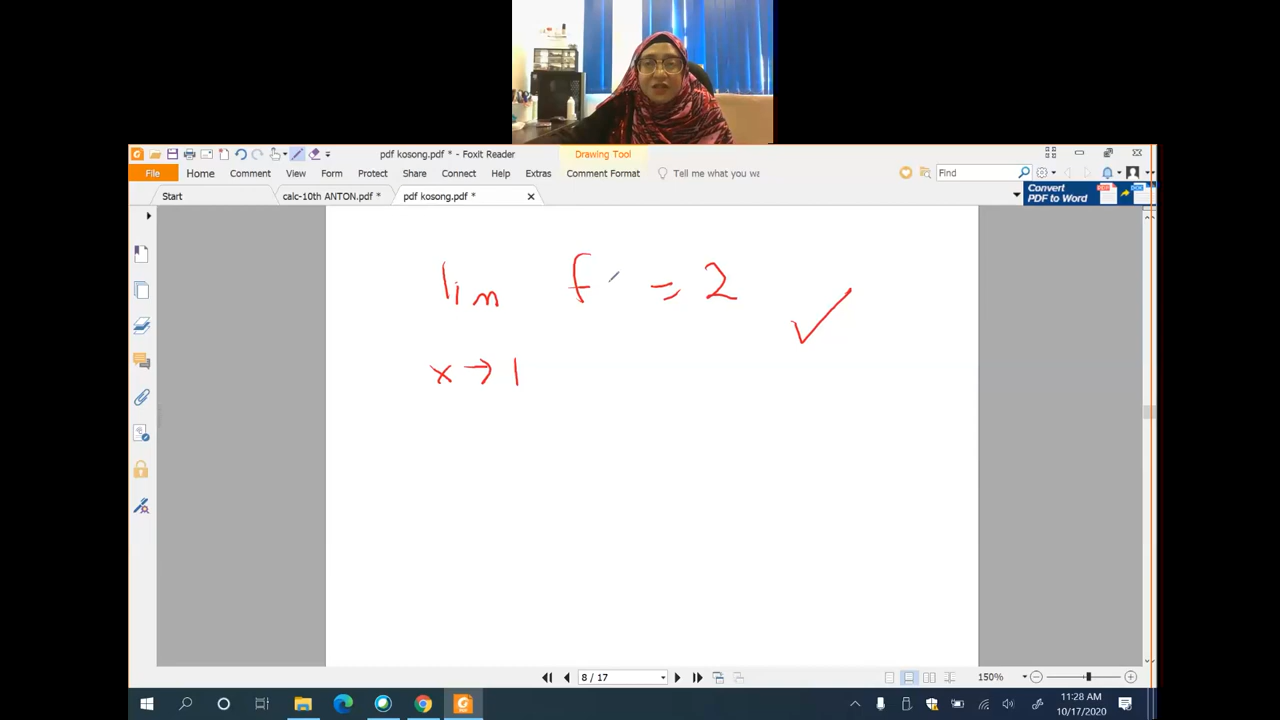 pdf kosong.pdf * - Foxit Reader
Drawing Tool
File Home Comment View Form Protect Share Connect Help Extras Comment Format Tell me what you wa Find
Start calc-10th ANTON.pdf * pdf kosong.pdf *
Convert
PDF to Word
lim f = 2
x → 1
8 / 17
150%
11:28 AM
10/17/2020